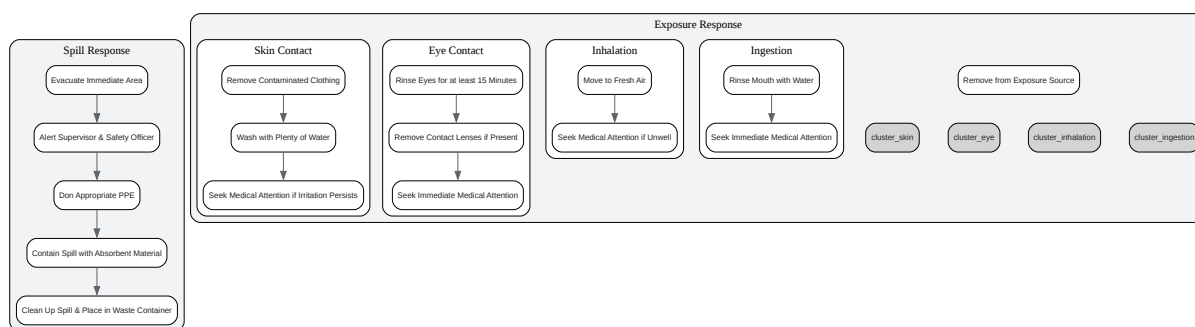 Exposure Response
Spill Response
Evacuate Immediate Area
Alert Supervisor & Safety Officer
Don Appropriate PPE
Contain Spill with Absorbent Material
Clean Up Spill & Place in Waste Container
Skin Contact
Remove Contaminated Clothing
Wash with Plenty of Water
Seek Medical Attention if Irritation Persists
Eye Contact
Rinse Eyes for at least 15 Minutes
Remove Contact Lenses if Present
Seek Immediate Medical Attention
Inhalation
Move to Fresh Air
Seek Medical Attention if Unwell
Ingestion
Rinse Mouth with Water
Seek Immediate Medical Attention
Remove from Exposure Source
cluster_skin
cluster_eye
cluster_inhalation
cluster_ingestion